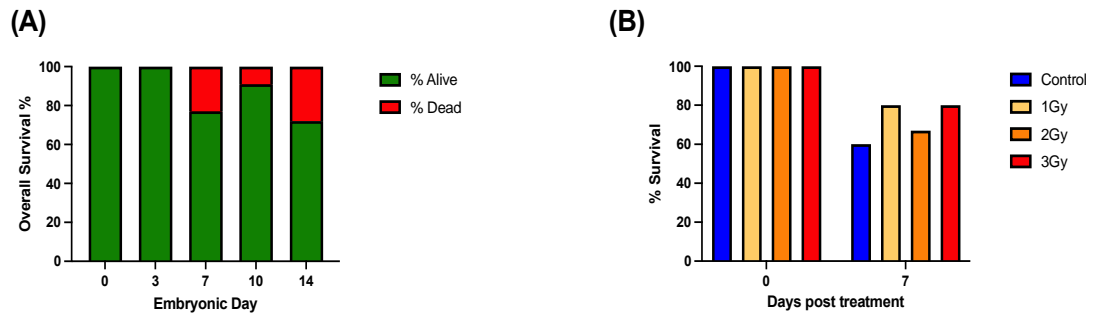 (A)
(B)
100
80
60
40
20
0
Overall Survival %
0 3 7 10 14
Embryonic Day
% Alive
% Dead
100
80
60
40
20
0
% Survival
0 7
Days post treatment
Control
1Gy
2Gy
3Gy